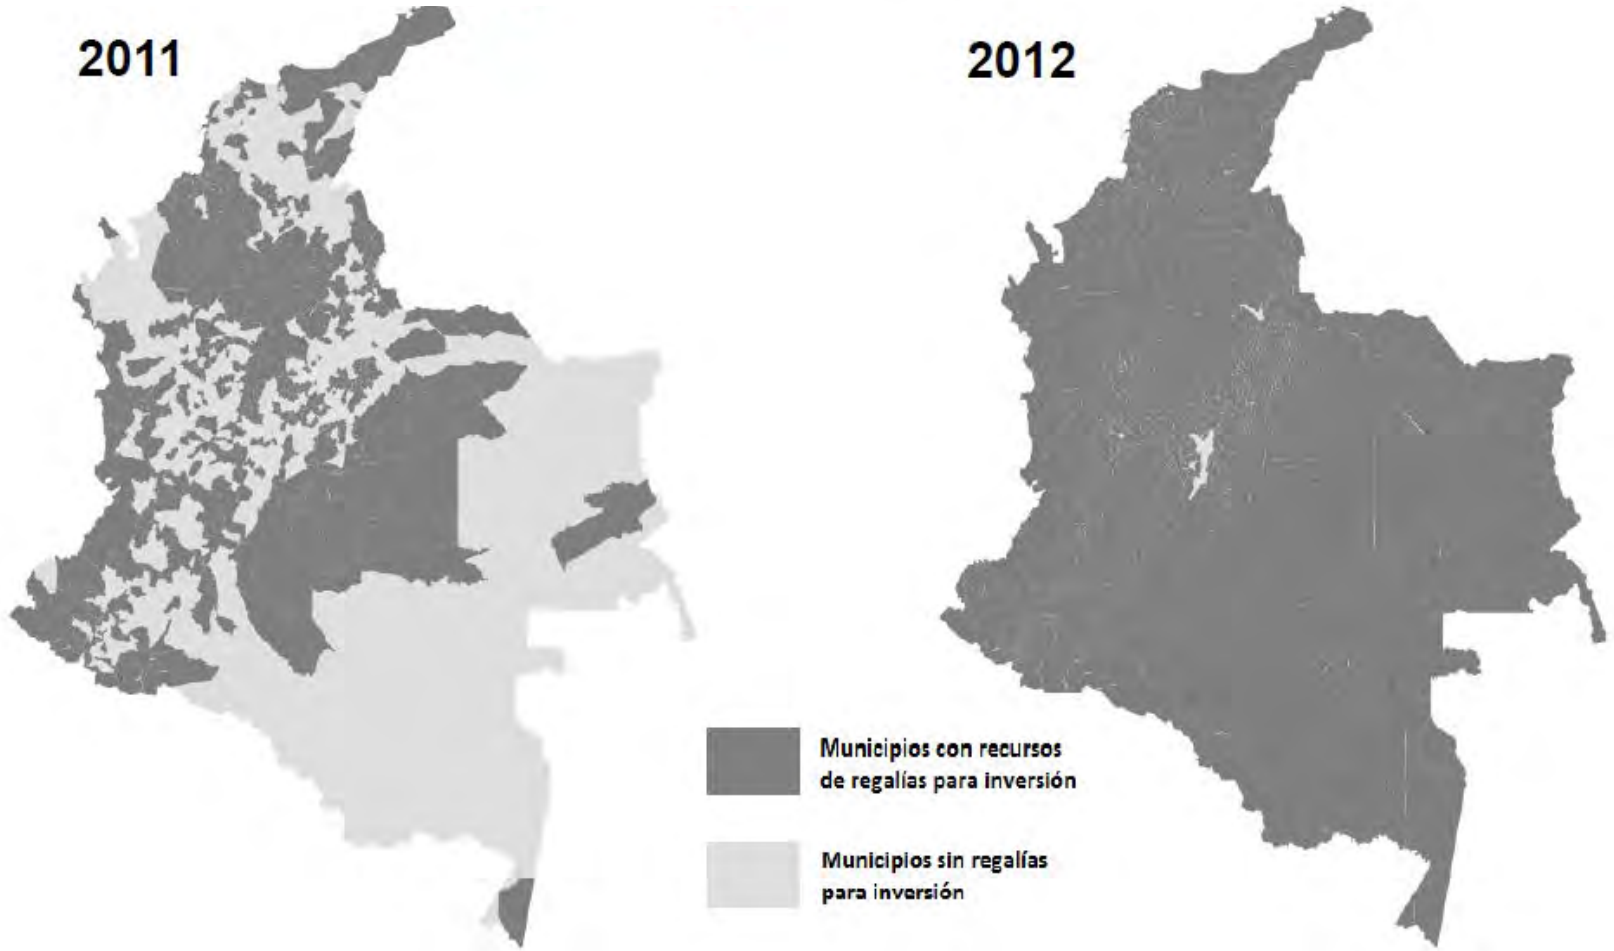 2011
2012
Municipios con recursos
de regalías para inversión
Municipios sin regalías
para inversión